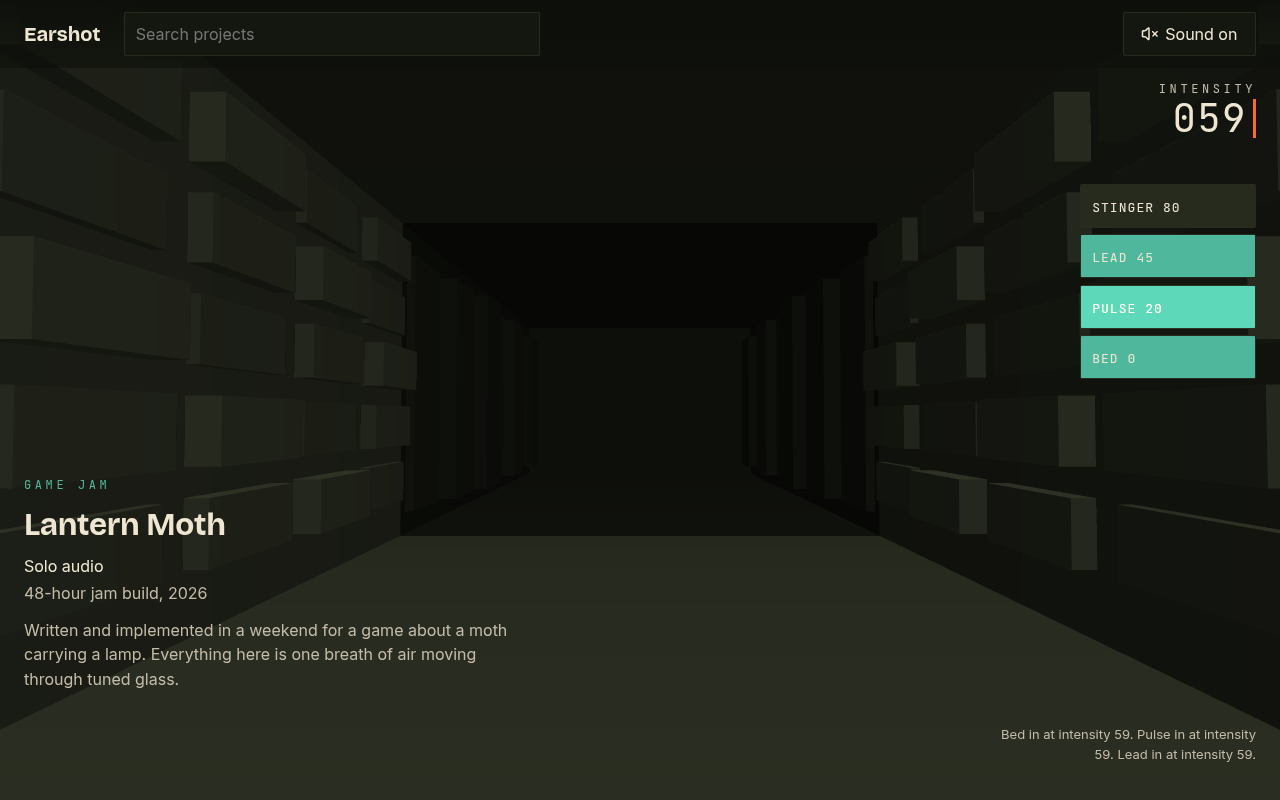 Earshot
Search projects
Sound on
INTENSITY
059
STINGER 80
LEAD 45
PULSE 20
BED 0
GAME JAM
Lantern Moth
Solo audio
48-hour jam build, 2026
Written and implemented in a weekend for a game about a moth
carrying a lamp. Everything here is one breath of air moving
through tuned glass.
Bed in at intensity 59. Pulse in at intensity
59. Lead in at intensity 59.